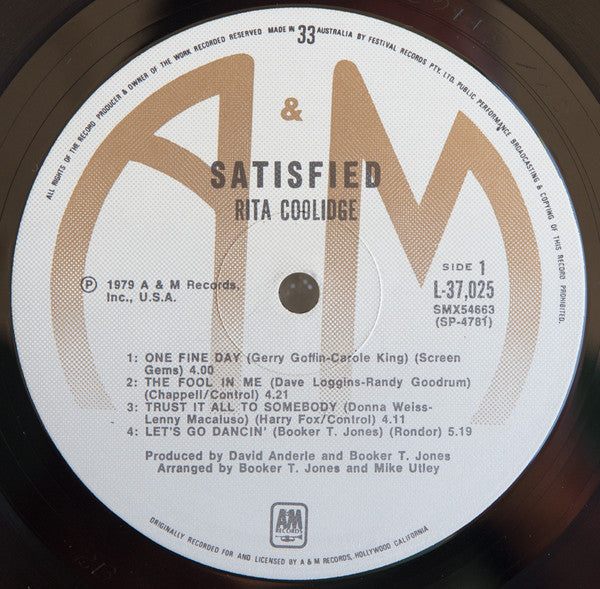 ALL RIGHTS OF THE RECORD PRODUCER & OWNER OF THE WORK RECORDED RESERVED MADE IN 33 AUSTRALIA BY FESTIVAL RECORDS PTY. LTD. PUBLIC PERFORMANCE BROADCASTING & COPYING OF THIS RECORD PROHIBITED.
A & M
SATISFIED
RITA COOLIDGE
℗ 1979 A & M Records,
Inc., U.S.A.
SIDE 1
L-37,025
SMX54663
(SP-4781)
1: ONE FINE DAY (Gerry Goffin-Carole King) (Screen
Gems) 4.00
2: THE FOOL IN ME (Dave Loggins-Randy Goodrum)
(Chappell/Control) 4.21
3: TRUST IT ALL TO SOMEBODY (Donna Weiss-
Lenny Macaluso) (Harry Fox/Control) 4.11
4: LET'S GO DANCIN' (Booker T. Jones) (Rondor) 5.19
Produced by David Anderle and Booker T. Jones
Arranged by Booker T. Jones and Mike Utley
A&M
RECORDS
ORIGINALLY RECORDED FOR AND LICENSED BY A & M RECORDS, HOLLYWOOD CALIFORNIA